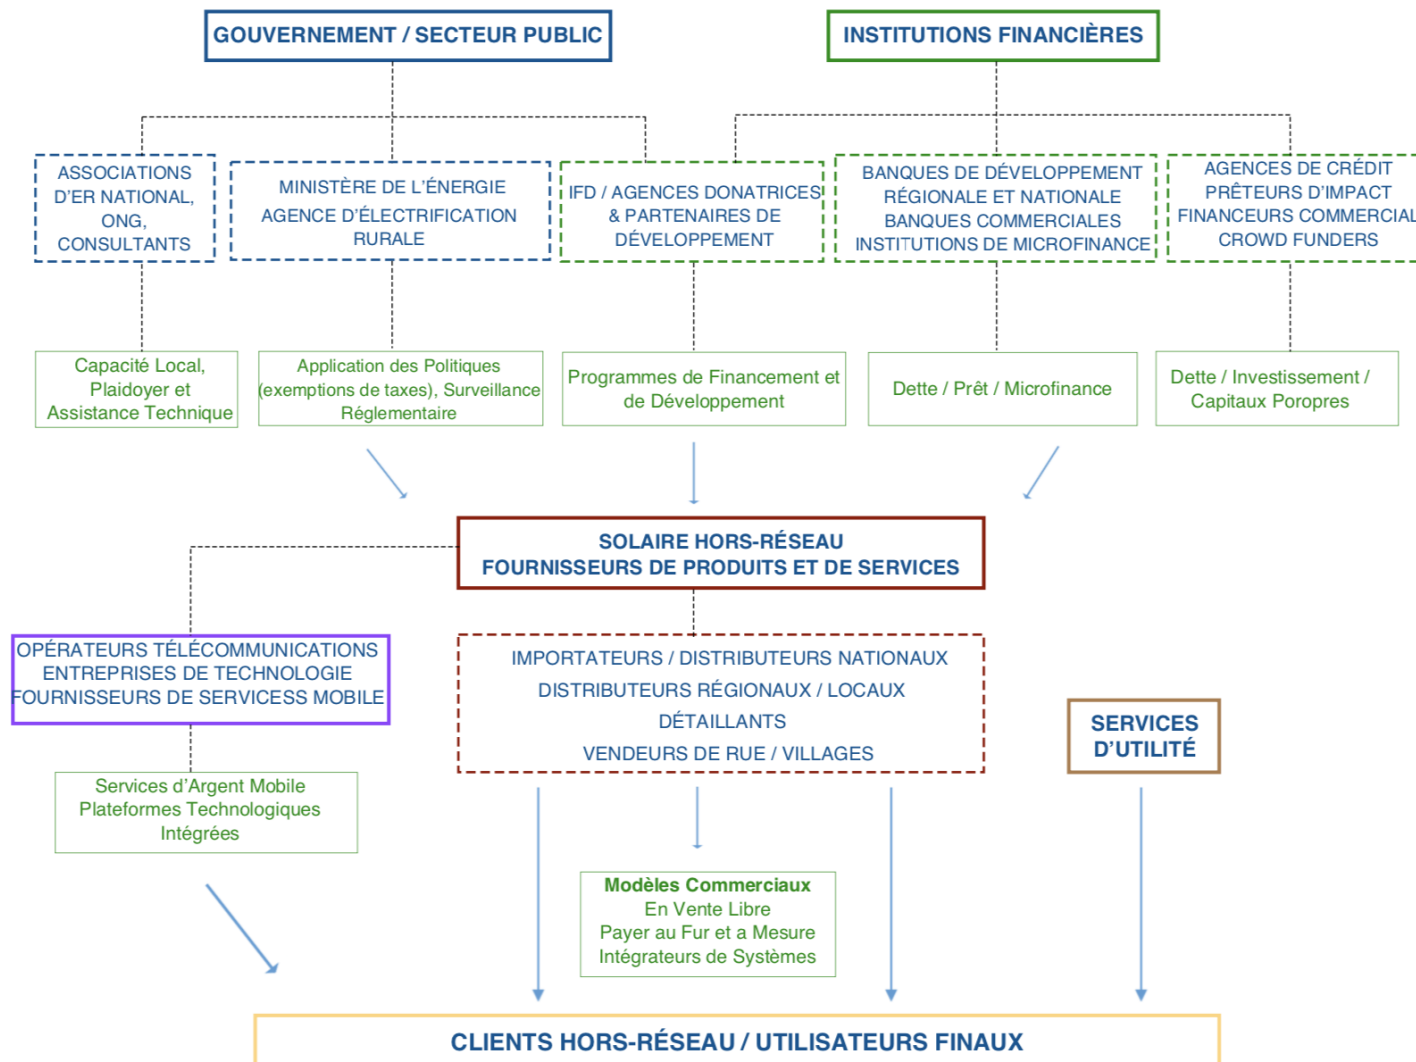 GOUVERNEMENT / SECTEUR PUBLIC
INSTITUTIONS FINANCIÈRES
ASSOCIATIONS
D'ER NATIONAL,
ONG,
CONSULTANTS
MINISTÈRE DE L'ÉNERGIE
AGENCE D'ÉLECTRIFICATION
RURALE
IFD / AGENCES DONATRICES
& PARTENAIRES DE
DÉVELOPPEMENT
BANQUES DE DÉVELOPPEMENT
RÉGIONALE ET NATIONALE
BANQUES COMMERCIALES
INSTITUTIONS DE MICROFINANCE
AGENCES DE CRÉDIT
PRÊTEURS D'IMPACT
FINANCEURS COMMERCIAL
CROWD FUNDERS
Capacité Local,
Plaidoyer et
Assistance Technique
Application des Politiques
(exemptions de taxes), Surveillance
Réglementaire
Programmes de Financement et
de Développement
Dette / Prêt / Microfinance
Dette / Investissement /
Capitaux Poropres
SOLAIRE HORS-RÉSEAU
FOURNISSEURS DE PRODUITS ET DE SERVICES
OPÉRATEURS TÉLÉCOMMUNICATIONS
ENTREPRISES DE TECHNOLOGIE
FOURNISSEURS DE SERVICESS MOBILE
IMPORTATEURS / DISTRIBUTEURS NATIONAUX
DISTRIBUTEURS RÉGIONAUX / LOCAUX
DÉTAILLANTS
VENDEURS DE RUE / VILLAGES
SERVICES
D'UTILITÉ
Services d'Argent Mobile
Plateformes Technologiques
Intégrées
Modèles Commerciaux
En Vente Libre
Payer au Fur et a Mesure
Intégrateurs de Systèmes
CLIENTS HORS-RÉSEAU / UTILISATEURS FINAUX